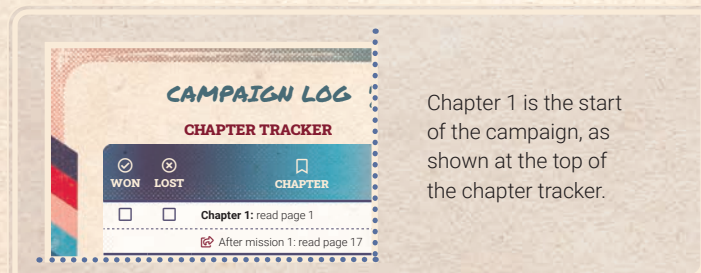 CAMPAIGN LOG
CHAPTER TRACKER
WON LOST CHAPTER
Chapter 1: read page 1
After mission 1: read page 17
Chapter 1 is the start
of the campaign, as
shown at the top of
the chapter tracker.